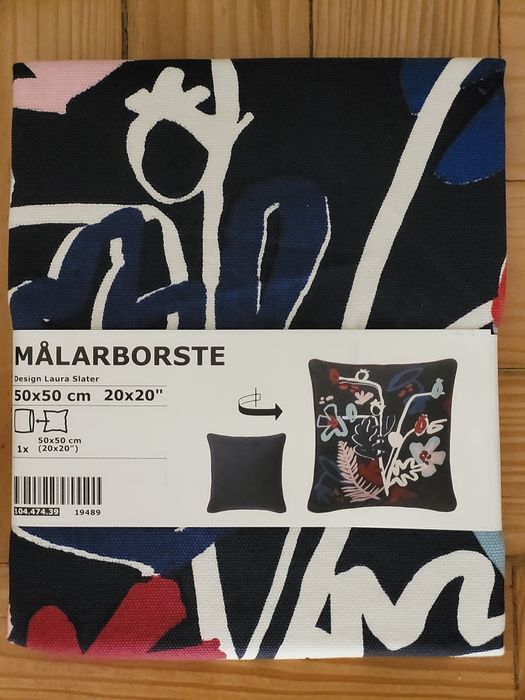 MÅLARBORSTE
Design Laura Slater
50x50 cm 20x20"
1x
50x50 cm
(20x20")
104.474.39 19489